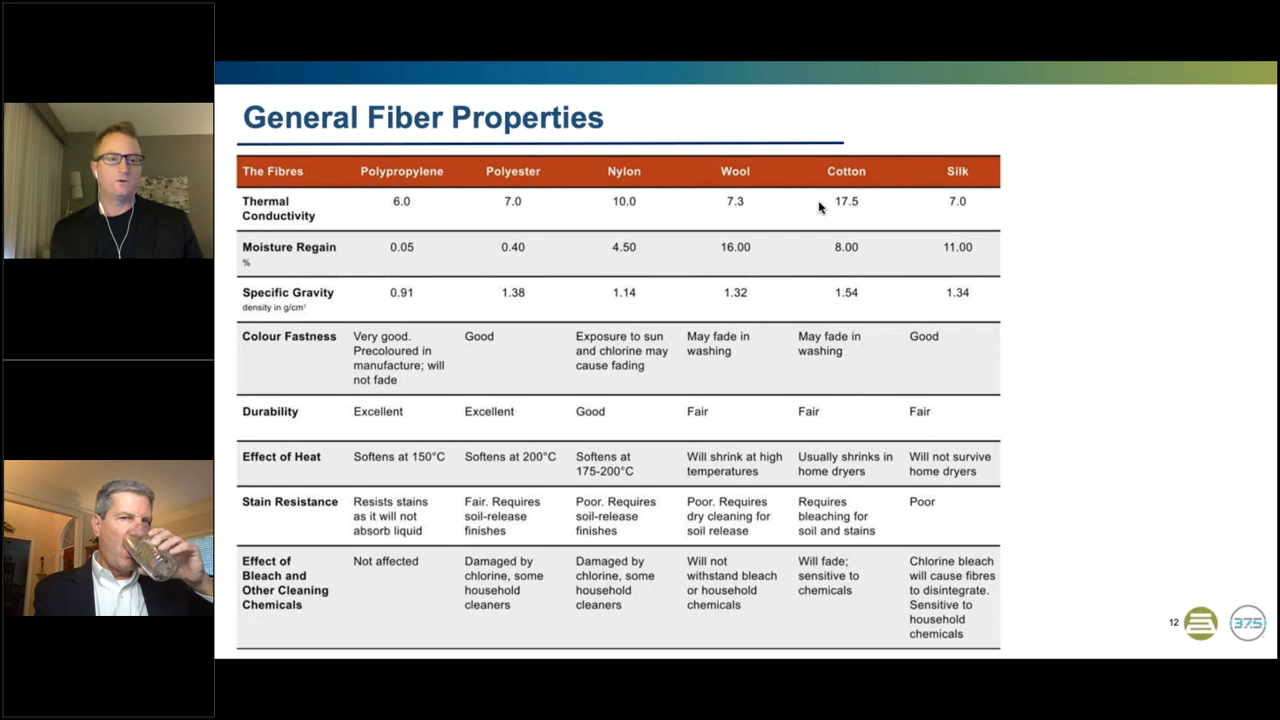 General Fiber Properties
The Fibres Polypropylene Polyester Nylon Wool Cotton Silk
Thermal Conductivity 6.0 7.0 10.0 7.3 17.5 7.0
Moisture Regain % 0.05 0.40 4.50 16.00 8.00 11.00
Specific Gravity density in g/cm³ 0.91 1.38 1.14 1.32 1.54 1.34
Colour Fastness Very good. Precoloured in manufacture; will not fade Good Exposure to sun and chlorine may cause fading May fade in washing May fade in washing Good
Durability Excellent Excellent Good Fair Fair Fair
Effect of Heat Softens at 150°C Softens at 200°C Softens at 175-200°C Will shrink at high temperatures Usually shrinks in home dryers Will not survive home dryers
Stain Resistance Resists stains as it will not absorb liquid Fair. Requires soil-release finishes Poor. Requires soil-release finishes Poor. Requires dry cleaning for soil release Requires bleaching for soil and stains Poor
Effect of Bleach and Other Cleaning Chemicals Not affected Damaged by chlorine, some household cleaners Damaged by chlorine, some household cleaners Will not withstand bleach or household chemicals Will fade; sensitive to chemicals Chlorine bleach will cause fibres to disintegrate. Sensitive to household chemicals
12 37.5